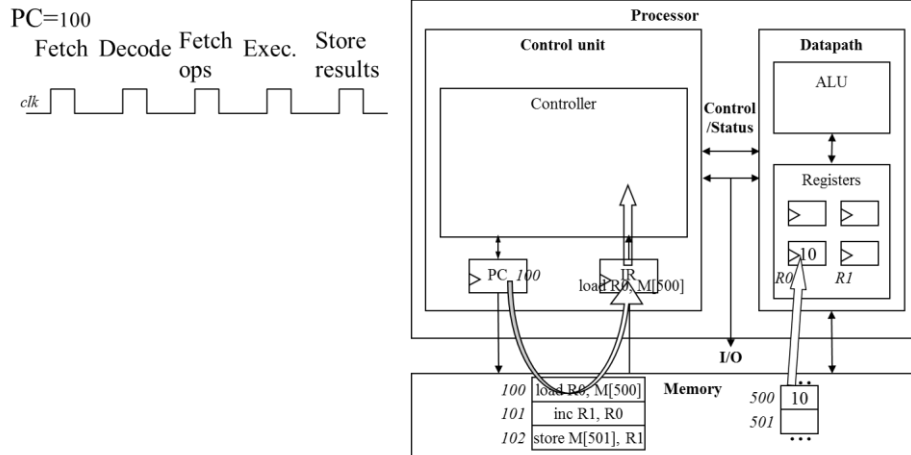 PC=100
Fetch Decode Fetch ops Exec. Store results
clk
Processor
Control unit
Datapath
Controller
ALU
Control /Status
Registers
10
PC 100
IR
load R0, M[500]
R0 R1
I/O
Memory
100 load R0, M[500]
101 inc R1, R0
102 store M[501], R1
...
500 10
501
...